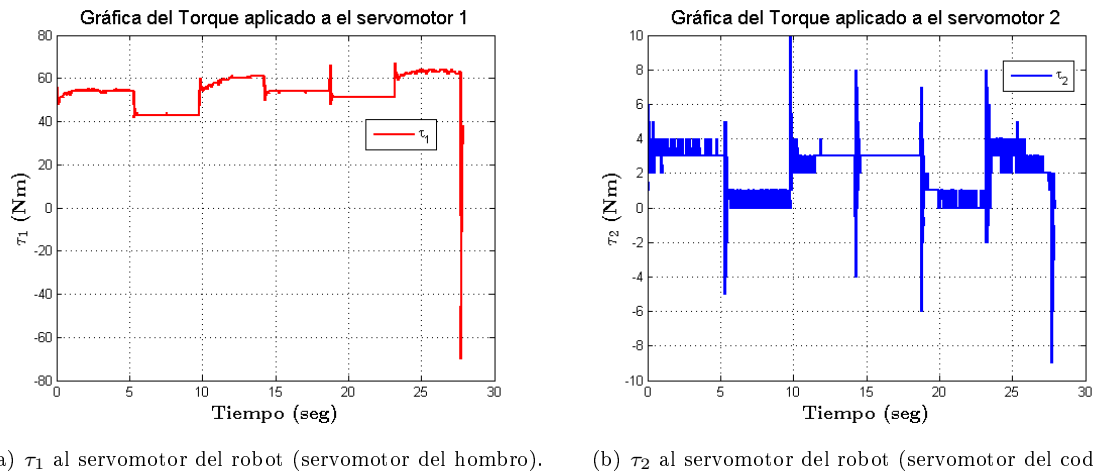 Gráfica del Torque aplicado a el servomotor 1
80
60
40
20
0
-20
-40
-60
-80
τ1 (Nm)
τ1
0 5 10 15 20 25 30
Tiempo (seg)
a) τ1 al servomotor del robot (servomotor del hombro).
Gráfica del Torque aplicado a el servomotor 2
10
8
6
4
2
0
-2
-4
-6
-8
-10
τ2 (Nm)
τ2
0 5 10 15 20 25 30
Tiempo (seg)
(b) τ2 al servomotor del robot (servomotor del cod